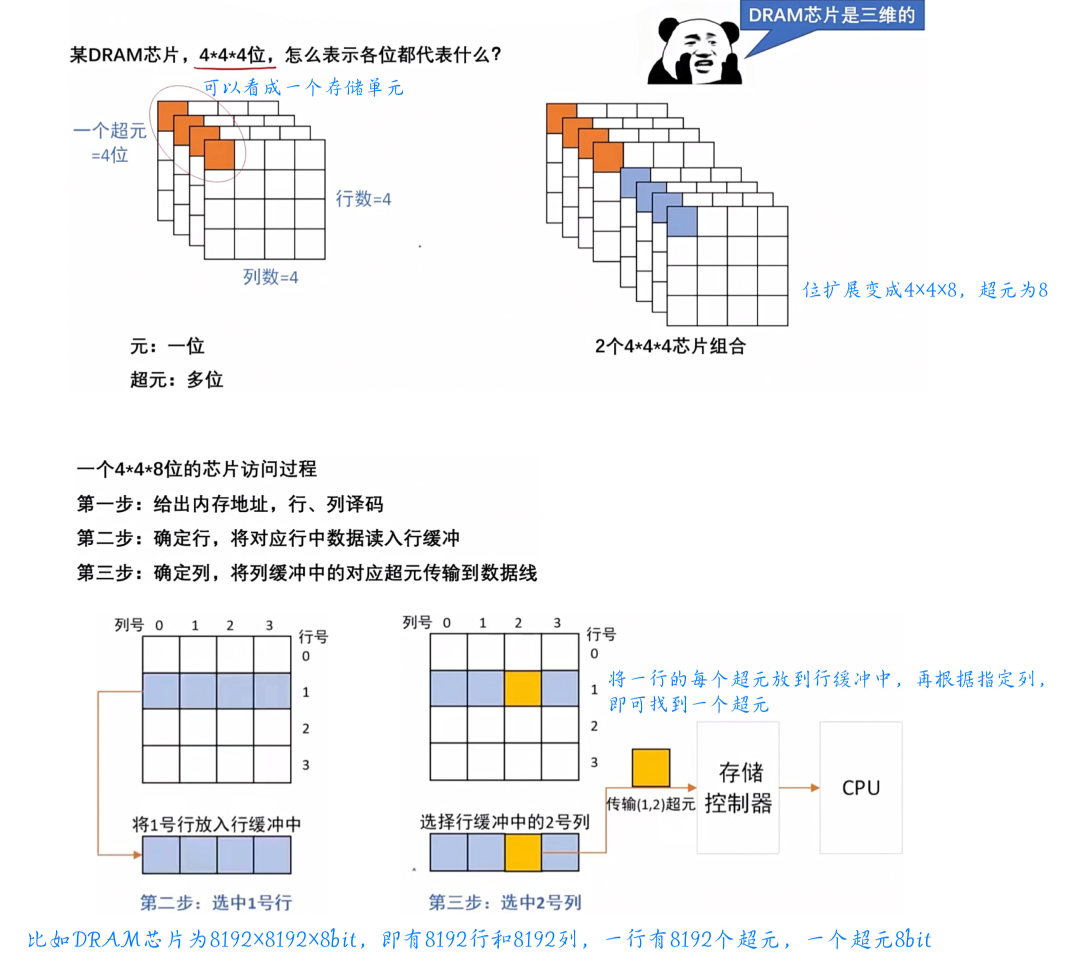 DRAM芯片是三维的
某DRAM芯片，4*4*4位，怎么表示各位都代表什么？
可以看成一个存储单元
一个超元
=4位
行数=4
列数=4
位扩展变成4×4×8，超元为8
元：一位
超元：多位
2个4*4*4芯片组合
一个4*4*8位的芯片访问过程
第一步：给出内存地址，行、列译码
第二步：确定行，将对应行中数据读入行缓冲
第三步：确定列，将列缓冲中的对应超元传输到数据线
列号 0 1 2 3
行号
0
1
2
3
将1号行放入行缓冲中
第二步：选中1号行
列号 0 1 2 3
行号
0
1
2
3
将一行的每个超元放到行缓冲中，再根据指定列，
即可找到一个超元
选择行缓冲中的2号列
第三步：选中2号列
传输(1,2)超元
存储
控制器
CPU
比如DRAM芯片为8192×8192×8bit，即有8192行和8192列，一行有8192个超元，一个超元8bit